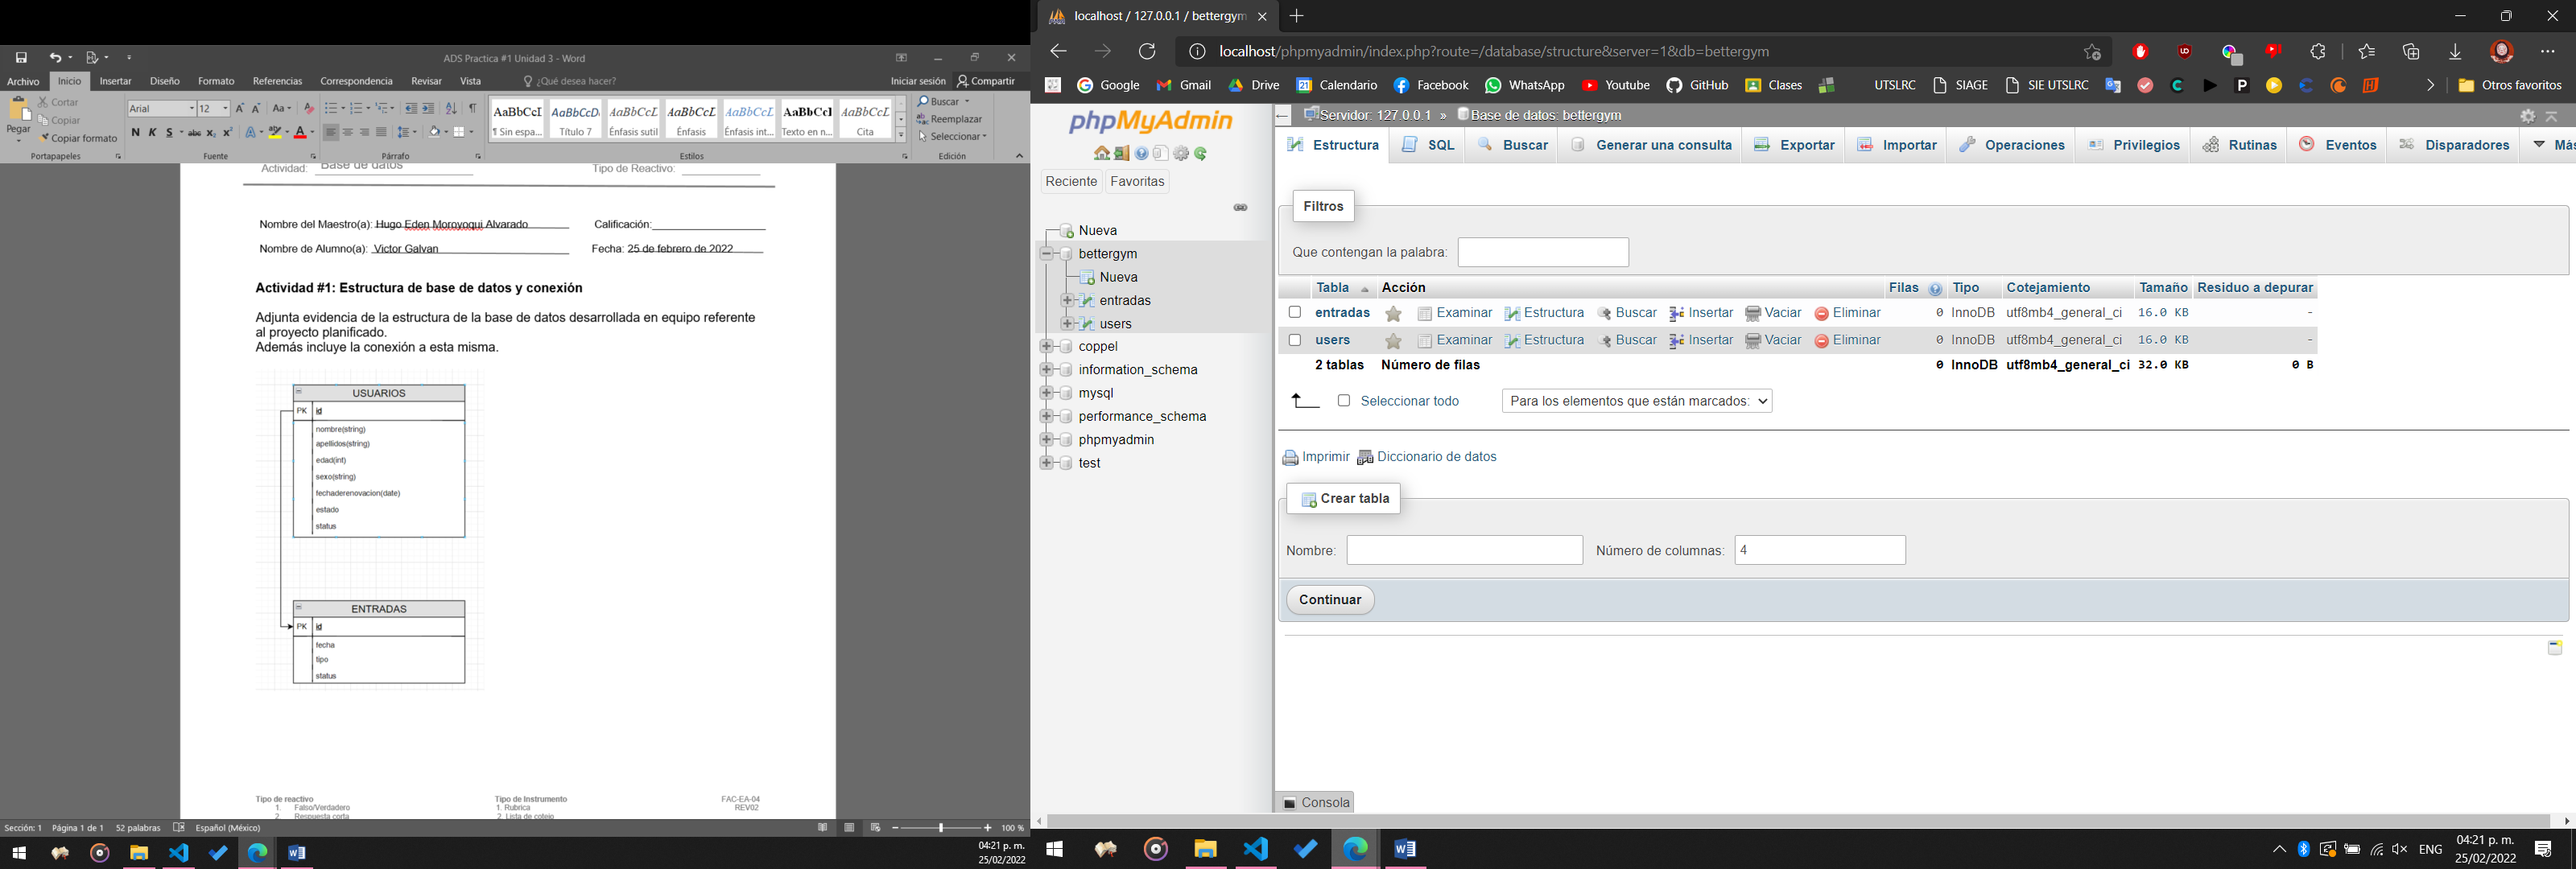 ADS Practica #1 Unidad 3 - Word
Archivo Inicio Insertar Diseño Formato Referencias Correspondencia Revisar Vista ¿Qué desea hacer? Iniciar sesión Compartir
Pegar
Cortar
Copiar
Copiar formato
Portapapeles
Arial 12
N K S abc
Fuente
Párrafo
AaBbCcI AaBbCcD AaBbCcL AaBbCcL AaBbCcL AaBbCcI AaBbCcL
¶ Sin espa... Título 7 Énfasis sutil Énfasis Énfasis int... Texto en n... Cita
Estilos
Buscar
Reemplazar
Seleccionar
Edición
Actividad: Base de datos Tipo de Reactivo:
Nombre del Maestro(a): Hugo Eden Moroyoqui Alvarado Calificación:
Nombre de Alumno(a): Victor Galvan Fecha: 25 de febrero de 2022
Actividad #1: Estructura de base de datos y conexión
Adjunta evidencia de la estructura de la base de datos desarrollada en equipo referente
al proyecto planificado.
Además incluye la conexión a esta misma.
USUARIOS
PK id
nombre(string)
apellidos(string)
edad(int)
sexo(string)
fechaderenovacion(date)
estado
status
ENTRADAS
PK id
fecha
tipo
status
Tipo de reactivo
1. Falso/Verdadero
2. Respuesta corta
Tipo de Instrumento
1. Rubrica
2. Lista de cotejo
FAC-EA-04
REV02
Sección: 1 Página 1 de 1 52 palabras Español (México) 100 %
04:21 p. m.
25/02/2022
localhost / 127.0.0.1 / bettergym
localhost/phpmyadmin/index.php?route=/database/structure&server=1&db=bettergym
Google Gmail Drive Calendario Facebook WhatsApp Youtube GitHub Clases UTSLRC SIAGE SIE UTSLRC Otros favoritos
phpMyAdmin
Reciente Favoritas
Nueva
bettergym
Nueva
entradas
users
coppel
information_schema
mysql
performance_schema
phpmyadmin
test
Servidor: 127.0.0.1 » Base de datos: bettergym
Estructura SQL Buscar Generar una consulta Exportar Importar Operaciones Privilegios Rutinas Eventos Disparadores Más
Filtros
Que contengan la palabra:
Tabla Acción Filas Tipo Cotejamiento Tamaño Residuo a depurar
entradas Examinar Estructura Buscar Insertar Vaciar Eliminar 0 InnoDB utf8mb4_general_ci 16.0 KB -
users Examinar Estructura Buscar Insertar Vaciar Eliminar 0 InnoDB utf8mb4_general_ci 16.0 KB -
2 tablas Número de filas 0 InnoDB utf8mb4_general_ci 32.0 KB 0 B
Seleccionar todo Para los elementos que están marcados:
Imprimir Diccionario de datos
Crear tabla
Nombre: Número de columnas: 4
Continuar
Consola
ENG
04:21 p. m.
25/02/2022